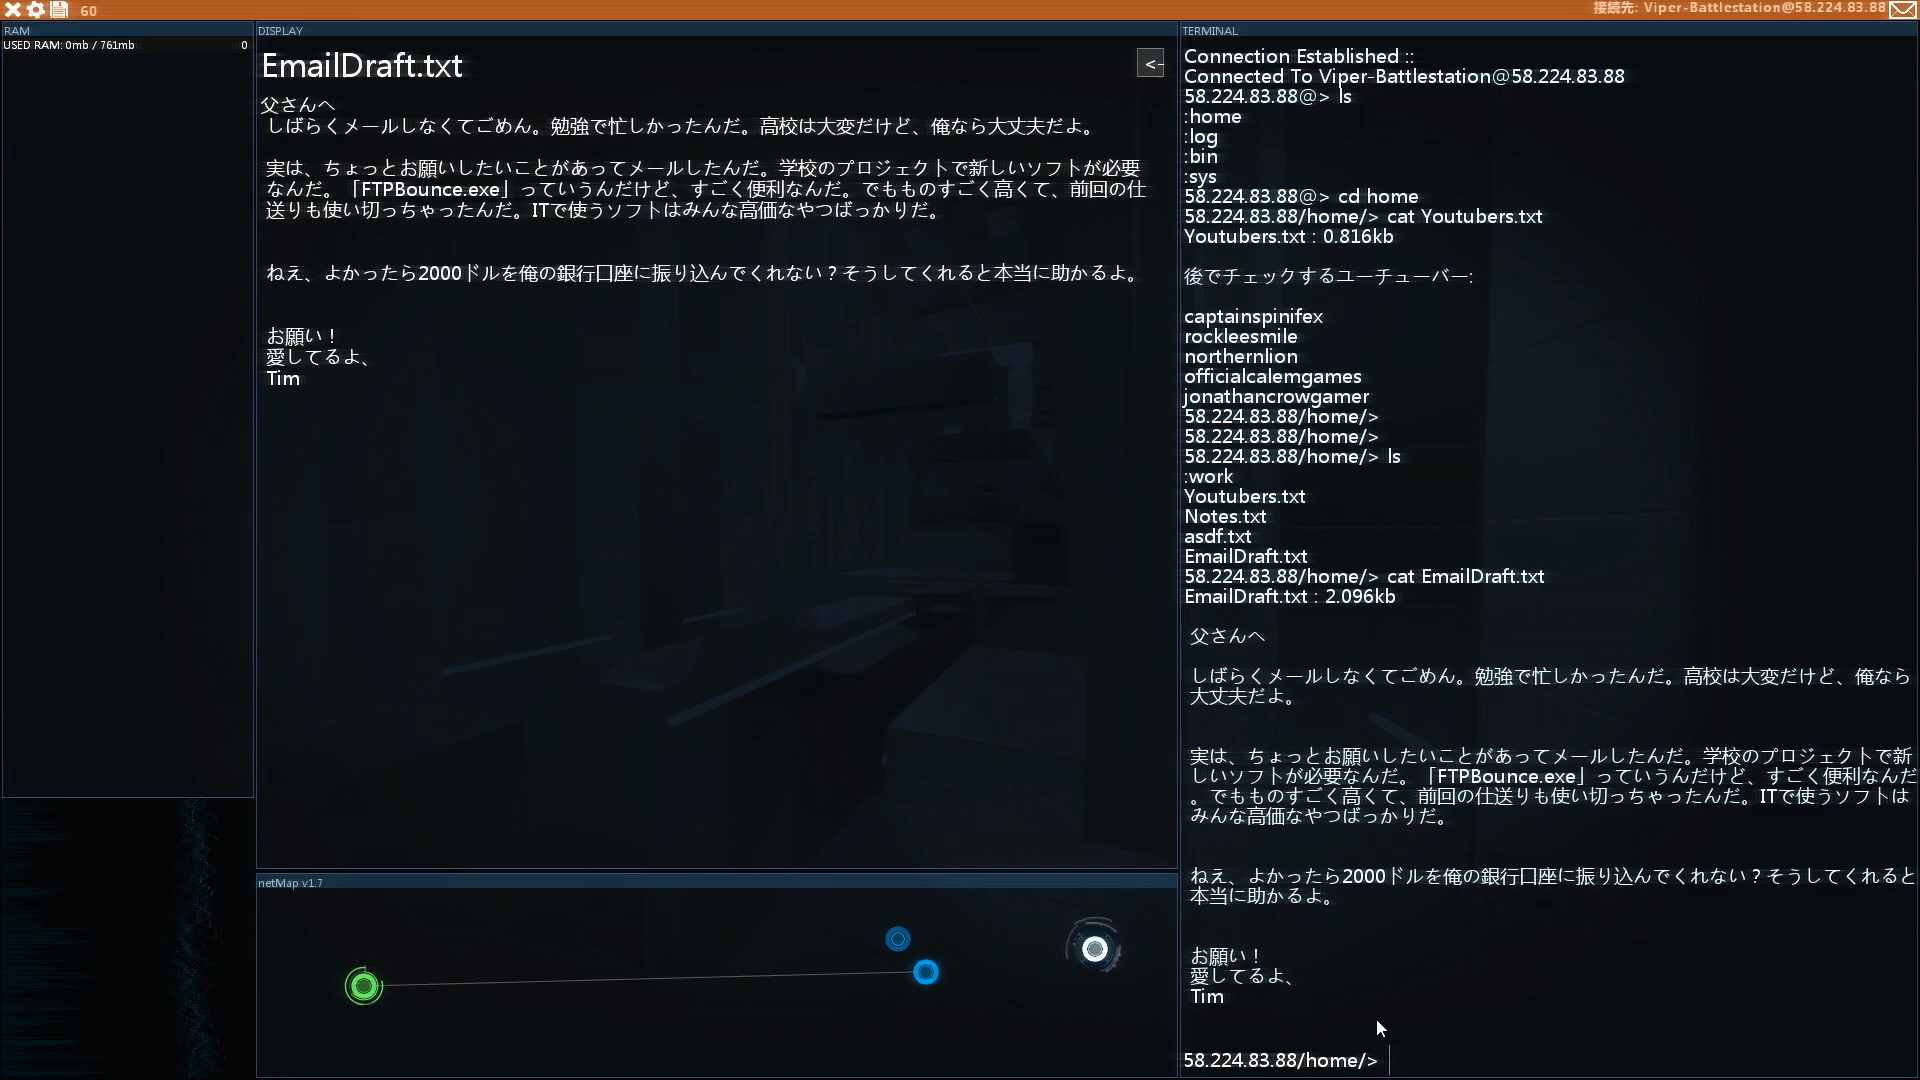 60
接続先: Viper-Battlestation@58.224.83.88
RAM
USED RAM: 0mb / 761mb
0
DISPLAY
EmailDraft.txt
<-
父さんへ
しばらくメールしなくてごめん。勉強で忙しかったんだ。高校は大変だけど、俺なら大丈夫だよ。
実は、ちょっとお願いしたいことがあってメールしたんだ。学校のプロジェクトで新しいソフトが必要
なんだ。「FTPBounce.exe」っていうんだけど、すごく便利なんだ。でもものすごく高くて、前回の仕
送りも使い切っちゃったんだ。ITで使うソフトはみんな高価なやつばっかりだ。
ねえ、よかったら2000ドルを俺の銀行口座に振り込んでくれない？そうしてくれると本当に助かるよ。
お願い！
愛してるよ、
Tim
netMap v1.7
TERMINAL
Connection Established ::
Connected To Viper-Battlestation@58.224.83.88
58.224.83.88@> ls
:home
:log
:bin
:sys
58.224.83.88@> cd home
58.224.83.88/home/> cat Youtubers.txt
Youtubers.txt : 0.816kb
後でチェックするユーチューバー:
captainspinifex
rockleesmile
northernlion
officialcalemgames
jonathancrowgamer
58.224.83.88/home/>
58.224.83.88/home/>
58.224.83.88/home/> ls
:work
Youtubers.txt
Notes.txt
asdf.txt
EmailDraft.txt
58.224.83.88/home/> cat EmailDraft.txt
EmailDraft.txt : 2.096kb
父さんへ
しばらくメールしなくてごめん。勉強で忙しかったんだ。高校は大変だけど、俺なら
大丈夫だよ。
実は、ちょっとお願いしたいことがあってメールしたんだ。学校のプロジェクトで新
しいソフトが必要なんだ。「FTPBounce.exe」っていうんだけど、すごく便利なんだ
。でもものすごく高くて、前回の仕送りも使い切っちゃったんだ。ITで使うソフトは
みんな高価なやつばっかりだ。
ねえ、よかったら2000ドルを俺の銀行口座に振り込んでくれない？そうしてくれると
本当に助かるよ。
お願い！
愛してるよ、
Tim
58.224.83.88/home/>